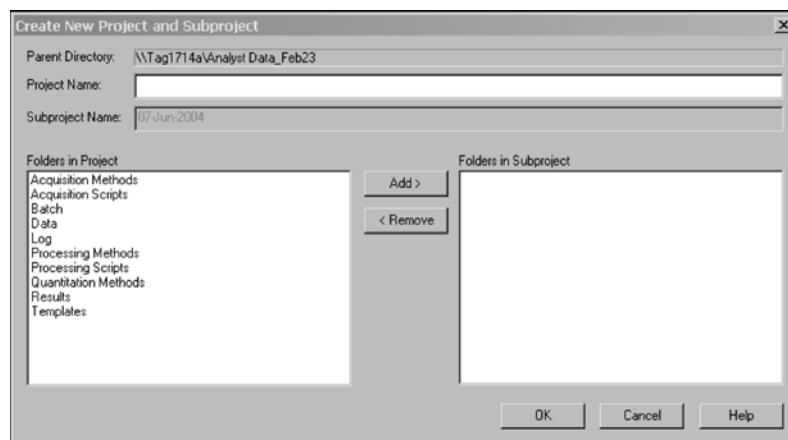 Create New Project and Subproject
Parent Directory: \\Tag1714a\Analyst Data_Feb23
Project Name:
Subproject Name: 07-Jun-2004
Folders in Project
Folders in Subproject
Acquisition Methods
Acquisition Scripts
Batch
Data
Log
Processing Methods
Processing Scripts
Quantitation Methods
Results
Templates
Add >
< Remove
OK Cancel Help